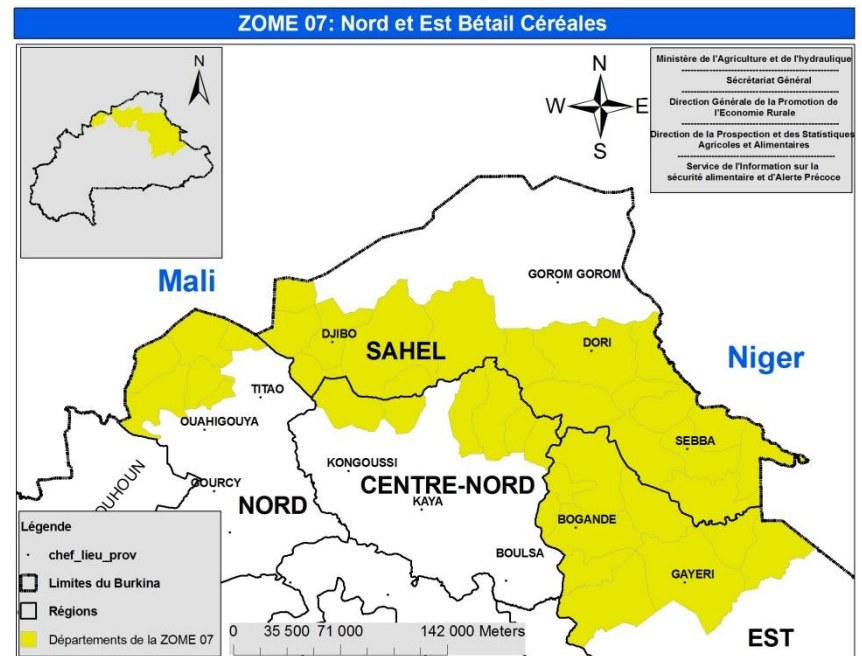 ZOME 07: Nord et Est Bétail Céréales
N
N
W
E
S
Ministère de l'Agriculture et de l'hydraulique
Sécrétariat Général
Direction Générale de la Promotion de
l'Economie Rurale
Direction de la Prospection et des Statistiques
Agricoles et Alimentaires
Service de l'Information sur la
sécurité alimentaire et d'Alerte Précoce
GOROM GOROM
Mali
DJIBO
SAHEL
DORI
Niger
TITAO
OUAHIGOUYA
SEBBA
KONGOUSSI
CENTRE-NORD
KAYA
OUHOUN
GOURCY
NORD
BOGANDE
BOULSA
GAYERI
EST
Légende
chef_lieu_prov
Limites du Burkina
Régions
Départements de la ZOME 07
0 35 500 71 000 142 000 Meters